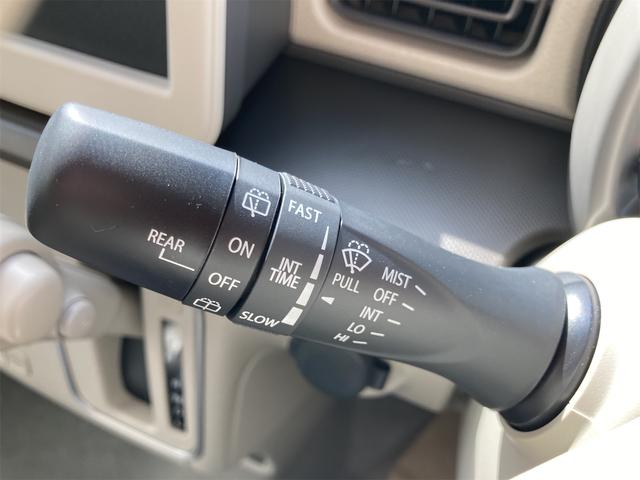 REAR
ON
OFF
FAST
INT
TIME
SLOW
PULL
MIST
OFF
INT
LO
HI